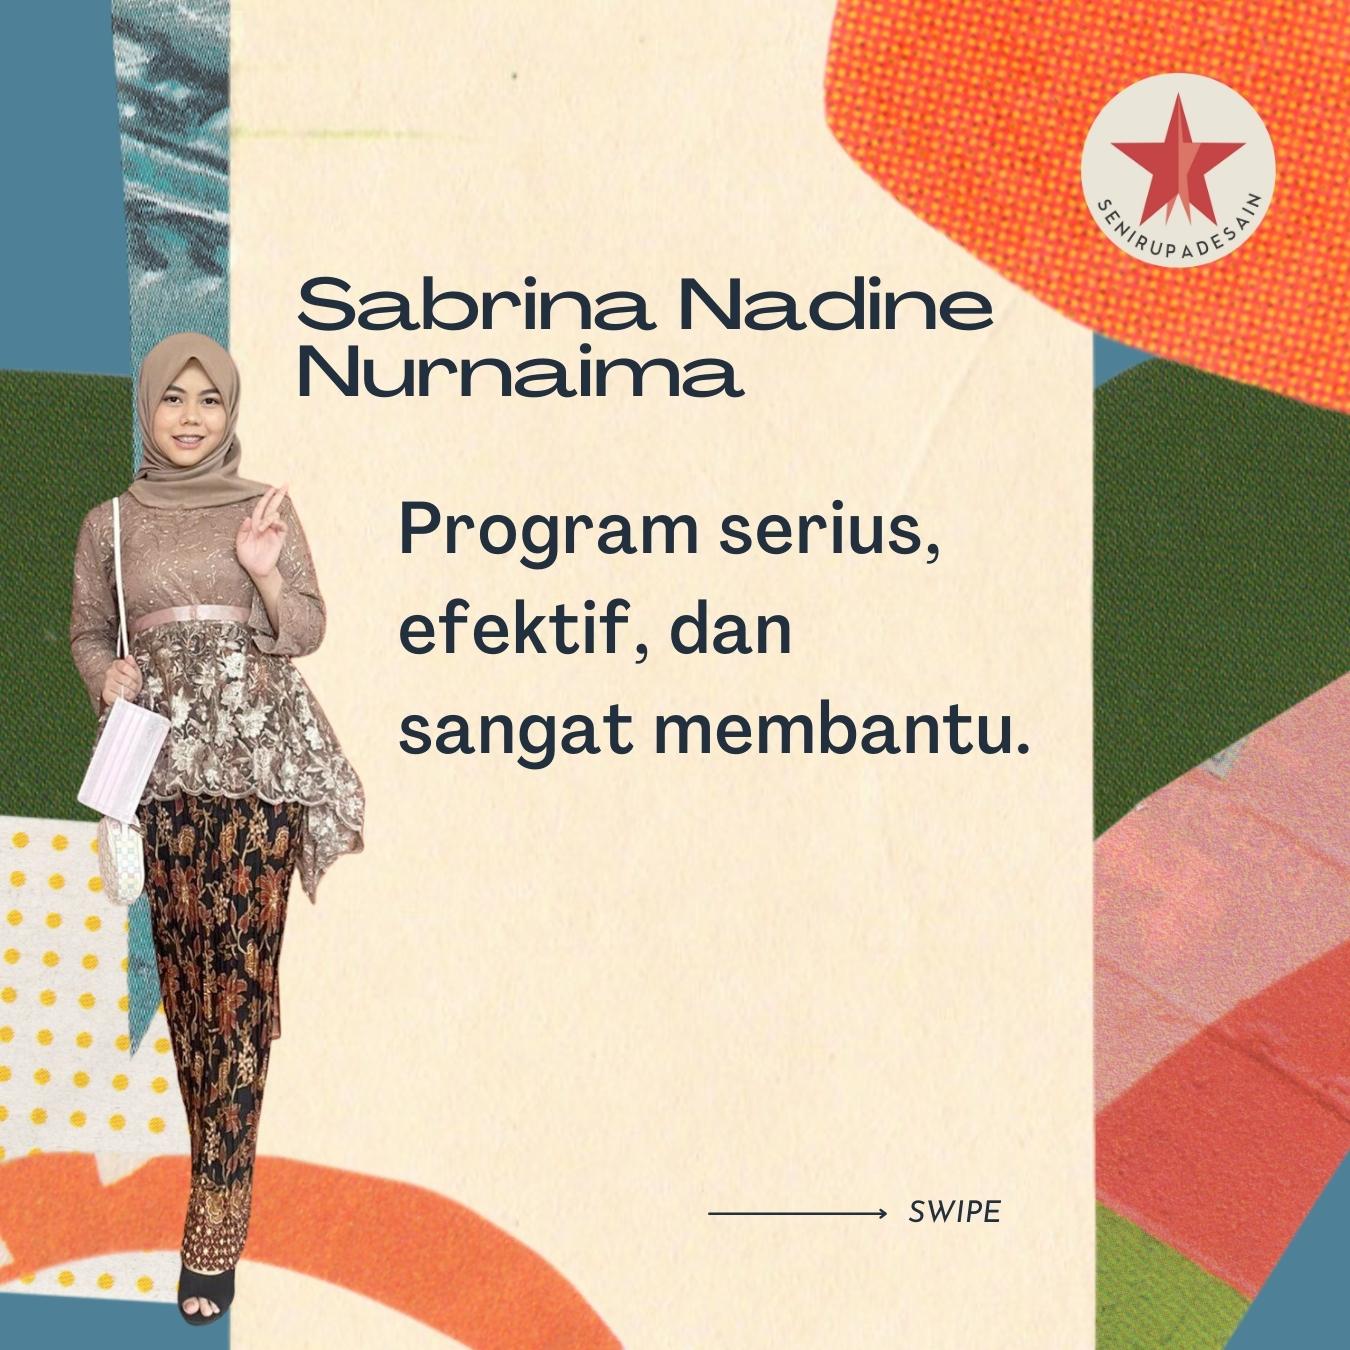 SENIRUPADESAIN
Sabrina Nadine
Nurnaima
Program serius,
efektif, dan
sangat membantu.
SWIPE